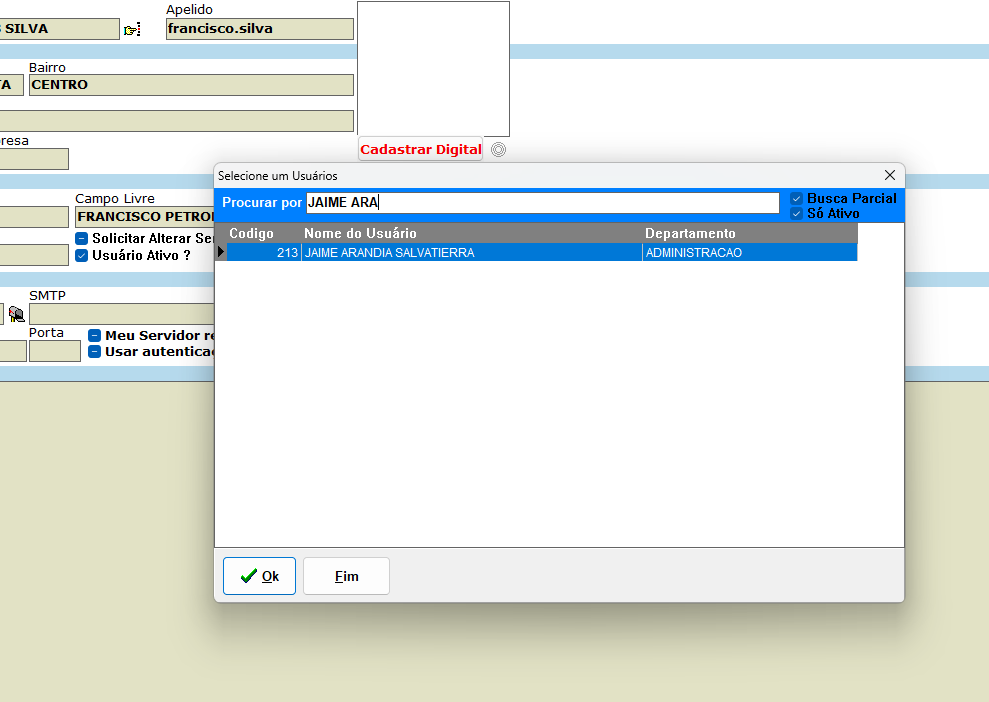 Apelido
SILVA
francisco.silva
Bairro
TA
CENTRO
resa
Cadastrar Digital
Selecione um Usuários
Procurar por
JAIME ARA
Busca Parcial
Só Ativo
Campo Livre
FRANCISCO PETRO
Solicitar Alterar Se
Usuário Ativo ?
Codigo Nome do Usuário Departamento
213 JAIME ARANDIA SALVATIERRA ADMINISTRACAO
SMTP
Porta
Meu Servidor re
Usar autenticac
Ok
Fim